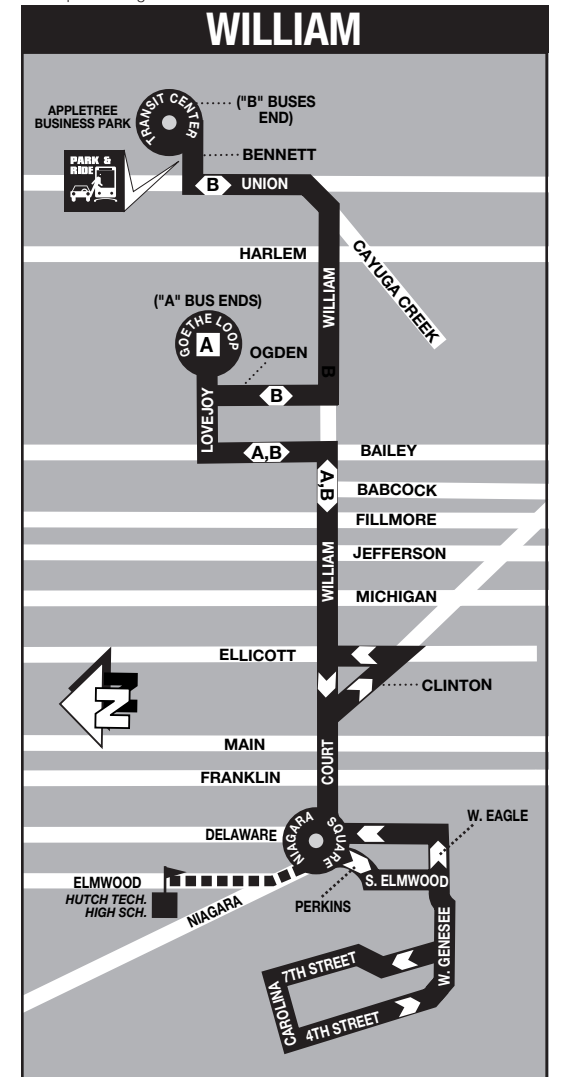 WILLIAM
TRANSIT CENTER
("B" BUSES
END)
APPLETREE
BUSINESS PARK
BENNETT
PARK &
RIDE
B
UNION
HARLEM
CAYUGA CREEK
WILLIAM
("A" BUS ENDS)
GOETHE LOOP
A
OGDEN
B
B
LOVEJOY
A,B
BAILEY
A,B
BABCOCK
FILLMORE
JEFFERSON
WILLIAM
MICHIGAN
ELLICOTT
CLINTON
N
MAIN
COURT
FRANKLIN
W. EAGLE
DELAWARE
NIAGARA SQUARE
ELMWOOD
S. ELMWOOD
HUTCH TECH.
HIGH SCH.
PERKINS
NIAGARA
W. GENESEE
7TH STREET
CAROLINA
4TH STREET